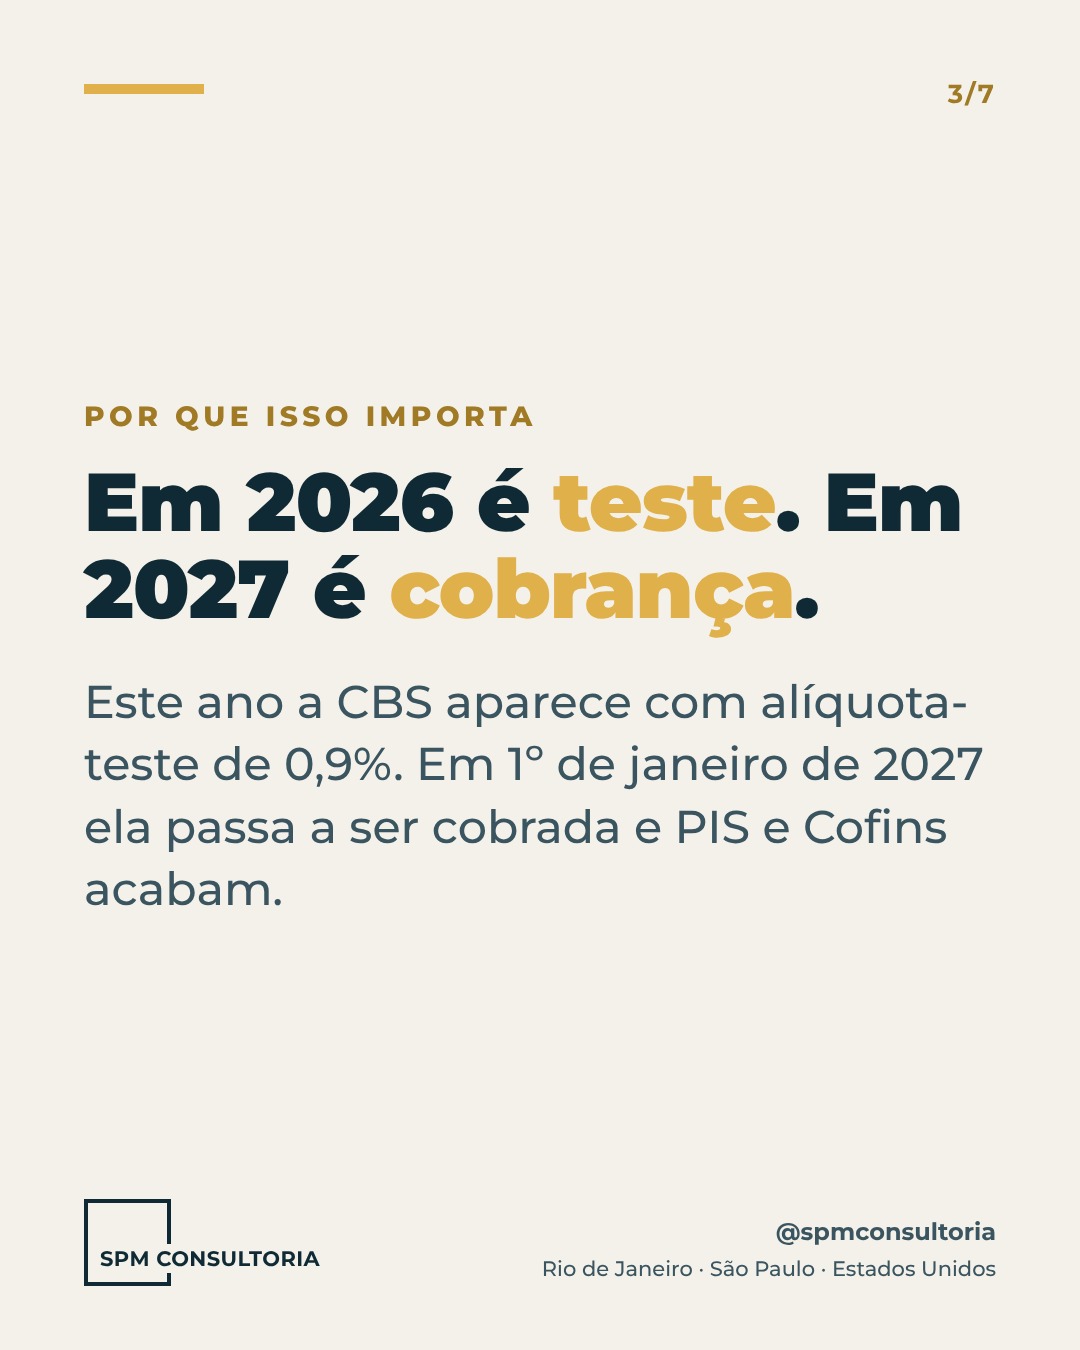 3/7
POR QUE ISSO IMPORTA
Em 2026 é teste. Em
2027 é cobrança.
Este ano a CBS aparece com alíquota-
teste de 0,9%. Em 1º de janeiro de 2027
ela passa a ser cobrada e PIS e Cofins
acabam.
SPM CONSULTORIA
@spmconsultoria
Rio de Janeiro · São Paulo · Estados Unidos